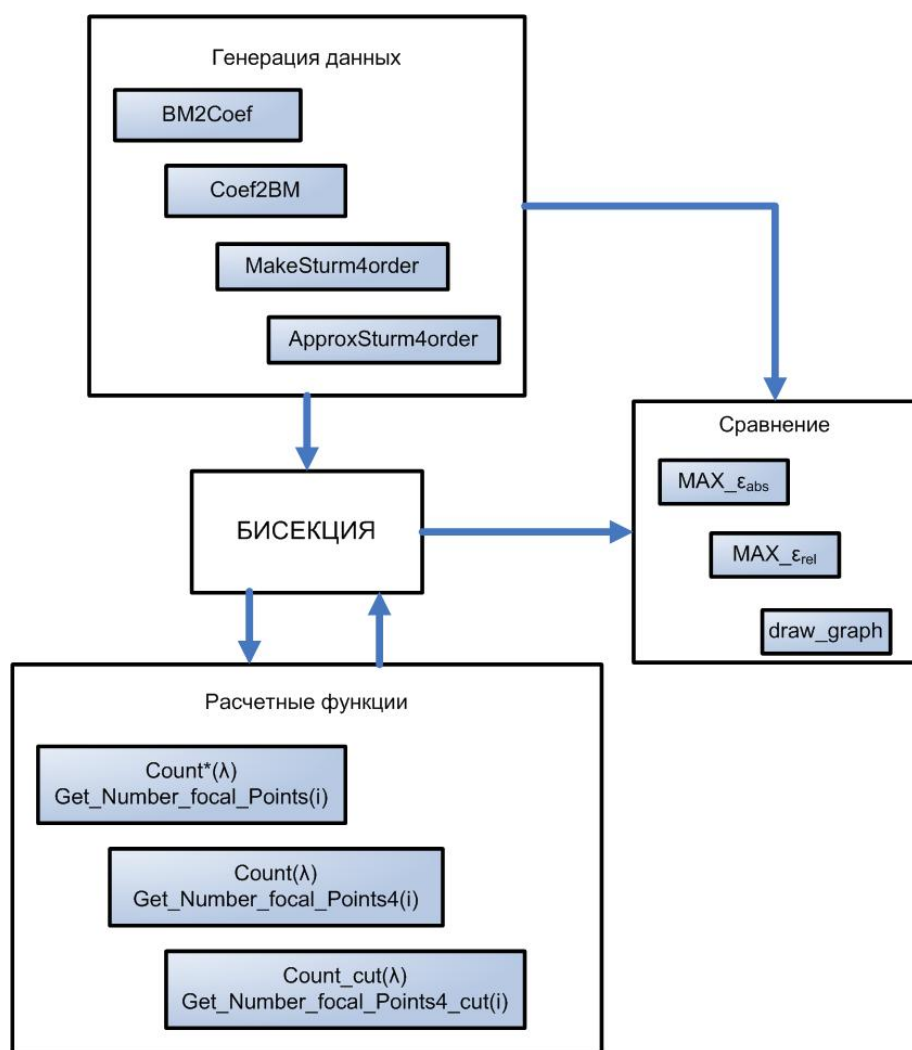 Генерация данных
BM2Coef
Coef2BM
MakeSturm4order
ApproxSturm4order
Сравнение
MAX_εabs
MAX_εrel
draw_graph
БИСЕКЦИЯ
Расчетные функции
Count*(λ)
Get_Number_focal_Points(i)
Count(λ)
Get_Number_focal_Points4(i)
Count_cut(λ)
Get_Number_focal_Points4_cut(i)